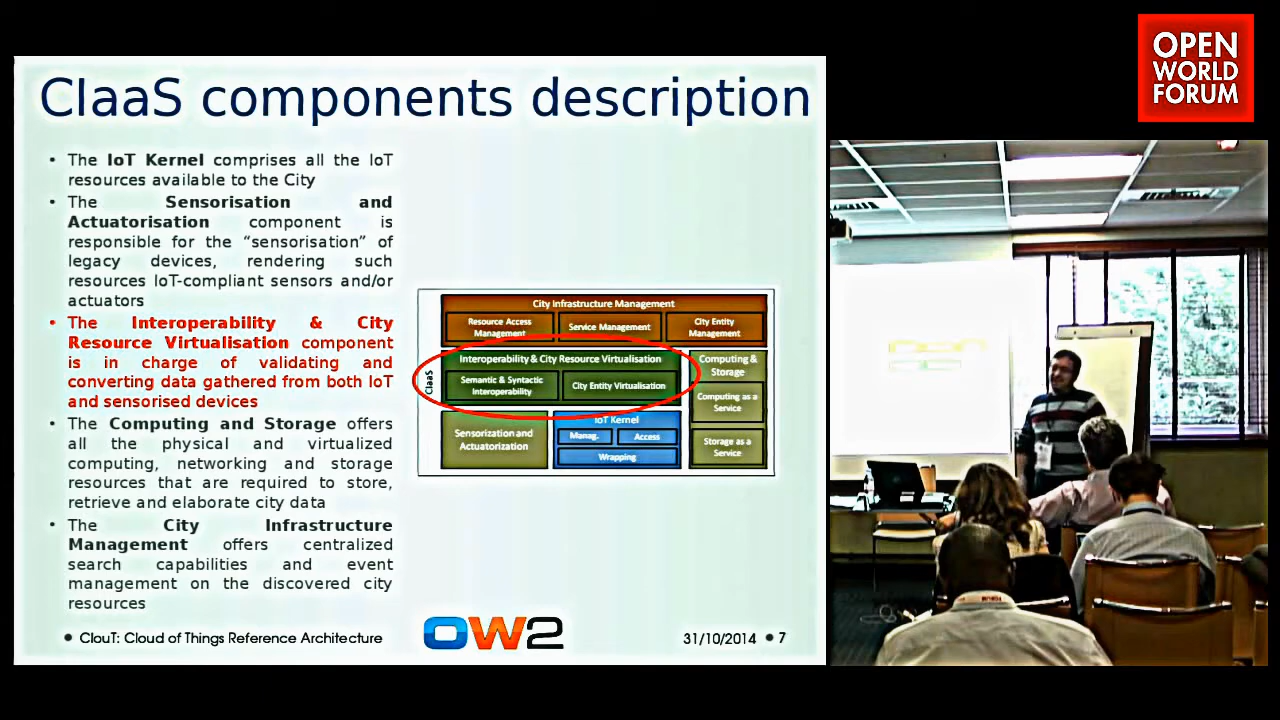 OPEN
WORLD
FORUM
CIaaS components description
• The IoT Kernel comprises all the IoT
resources available to the City
• The Sensorisation and
Actuatorisation component is
responsible for the “sensorisation” of
legacy devices, rendering such
resources IoT-compliant sensors and/or
actuators
• The Interoperability & City
Resource Virtualisation component
is in charge of validating and
converting data gathered from both IoT
and sensorised devices
• The Computing and Storage offers
all the physical and virtualized
computing, networking and storage
resources that are required to store,
retrieve and elaborate city data
• The City Infrastructure
Management offers centralized
search capabilities and event
management on the discovered city
resources
CIaaS
City Infrastructure Management
Resource Access
Management
Service Management
City Entity
Management
Interoperability & City Resource Virtualisation
Semantic & Syntactic
Interoperability
City Entity Virtualisation
Computing &
Storage
Computing as a
Service
Storage as a
Service
Sensorization and
Actuatorization
IoT Kernel
Manag.
Access
Wrapping
• ClouT: Cloud of Things Reference Architecture
OW2
31/10/2014 • 7